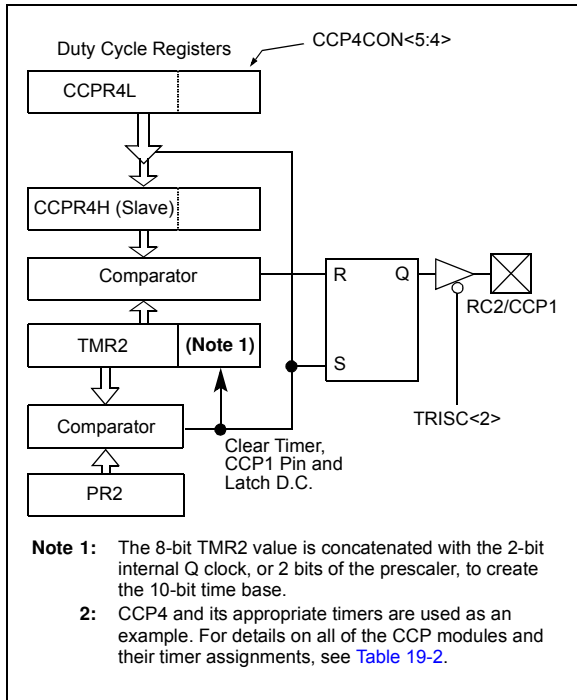 Duty Cycle Registers
CCP4CON<5:4>
CCPR4L
CCPR4H (Slave)
Comparator
R
Q
RC2/CCP1
TMR2
(Note 1)
S
TRISC<2>
Comparator
Clear Timer,
CCP1 Pin and
Latch D.C.
PR2
Note 1: The 8-bit TMR2 value is concatenated with the 2-bit
internal Q clock, or 2 bits of the prescaler, to create
the 10-bit time base.
2: CCP4 and its appropriate timers are used as an
example. For details on all of the CCP modules and
their timer assignments, see Table 19-2.